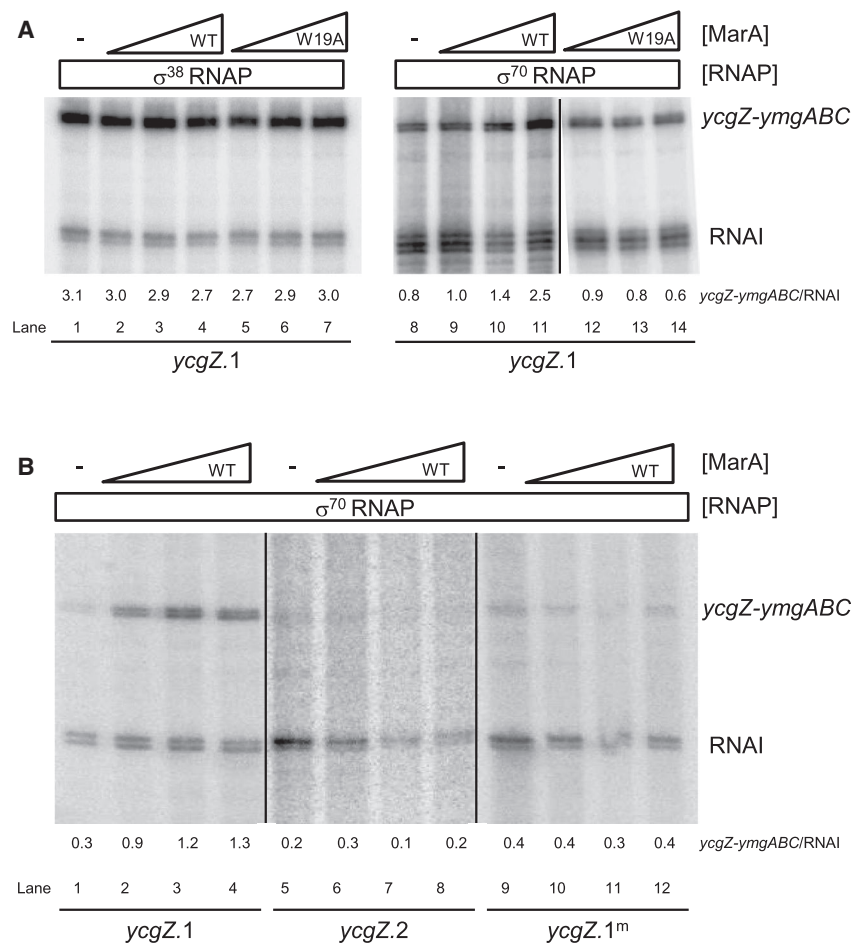 A
- WT W19A - WT W19A [MarA]
σ38 RNAP σ70 RNAP [RNAP]
ycgZ-ymgABC
RNAI
3.1 3.0 2.9 2.7 2.7 2.9 3.0 0.8 1.0 1.4 2.5 0.9 0.8 0.6 ycgZ-ymgABC/RNAI
Lane 1 2 3 4 5 6 7 8 9 10 11 12 13 14
ycgZ.1 ycgZ.1
B
- WT - WT - WT [MarA]
σ70 RNAP [RNAP]
ycgZ-ymgABC
RNAI
0.3 0.9 1.2 1.3 0.2 0.3 0.1 0.2 0.4 0.4 0.3 0.4 ycgZ-ymgABC/RNAI
Lane 1 2 3 4 5 6 7 8 9 10 11 12
ycgZ.1 ycgZ.2 ycgZ.1m